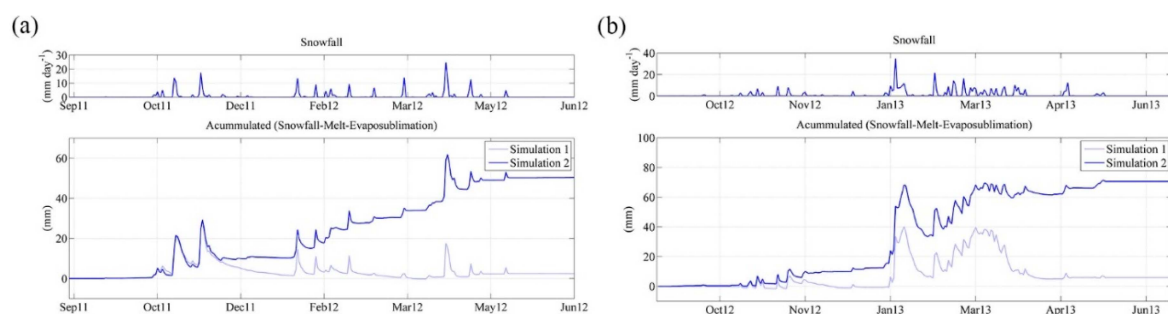 (a)
Snowfall
(mm day⁻¹)
30
20
10
0
Sep11 Oct11 Dec11 Feb12 Mar12 May12 Jun12
Acummulated (Snowfall-Melt-Evaposublimation)
(mm)
60
40
20
0
Simulation 1
Simulation 2
Sep11 Oct11 Dec11 Feb12 Mar12 May12 Jun12
(b)
Snowfall
(mm day⁻¹)
40
20
0
Oct12 Nov12 Jan13 Mar13 Apr13 Jun13
Acummulated (Snowfall-Melt-Evaposublimation)
(mm)
100
80
60
40
20
0
Simulation 1
Simulation 2
Oct12 Nov12 Jan13 Mar13 Apr13 Jun13